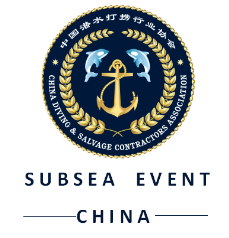 中国潜水打捞行业协会
CHINA DIVING & SALVAGE CONTRACTORS ASSOCIATION
SUBSEA EVENT
CHINA